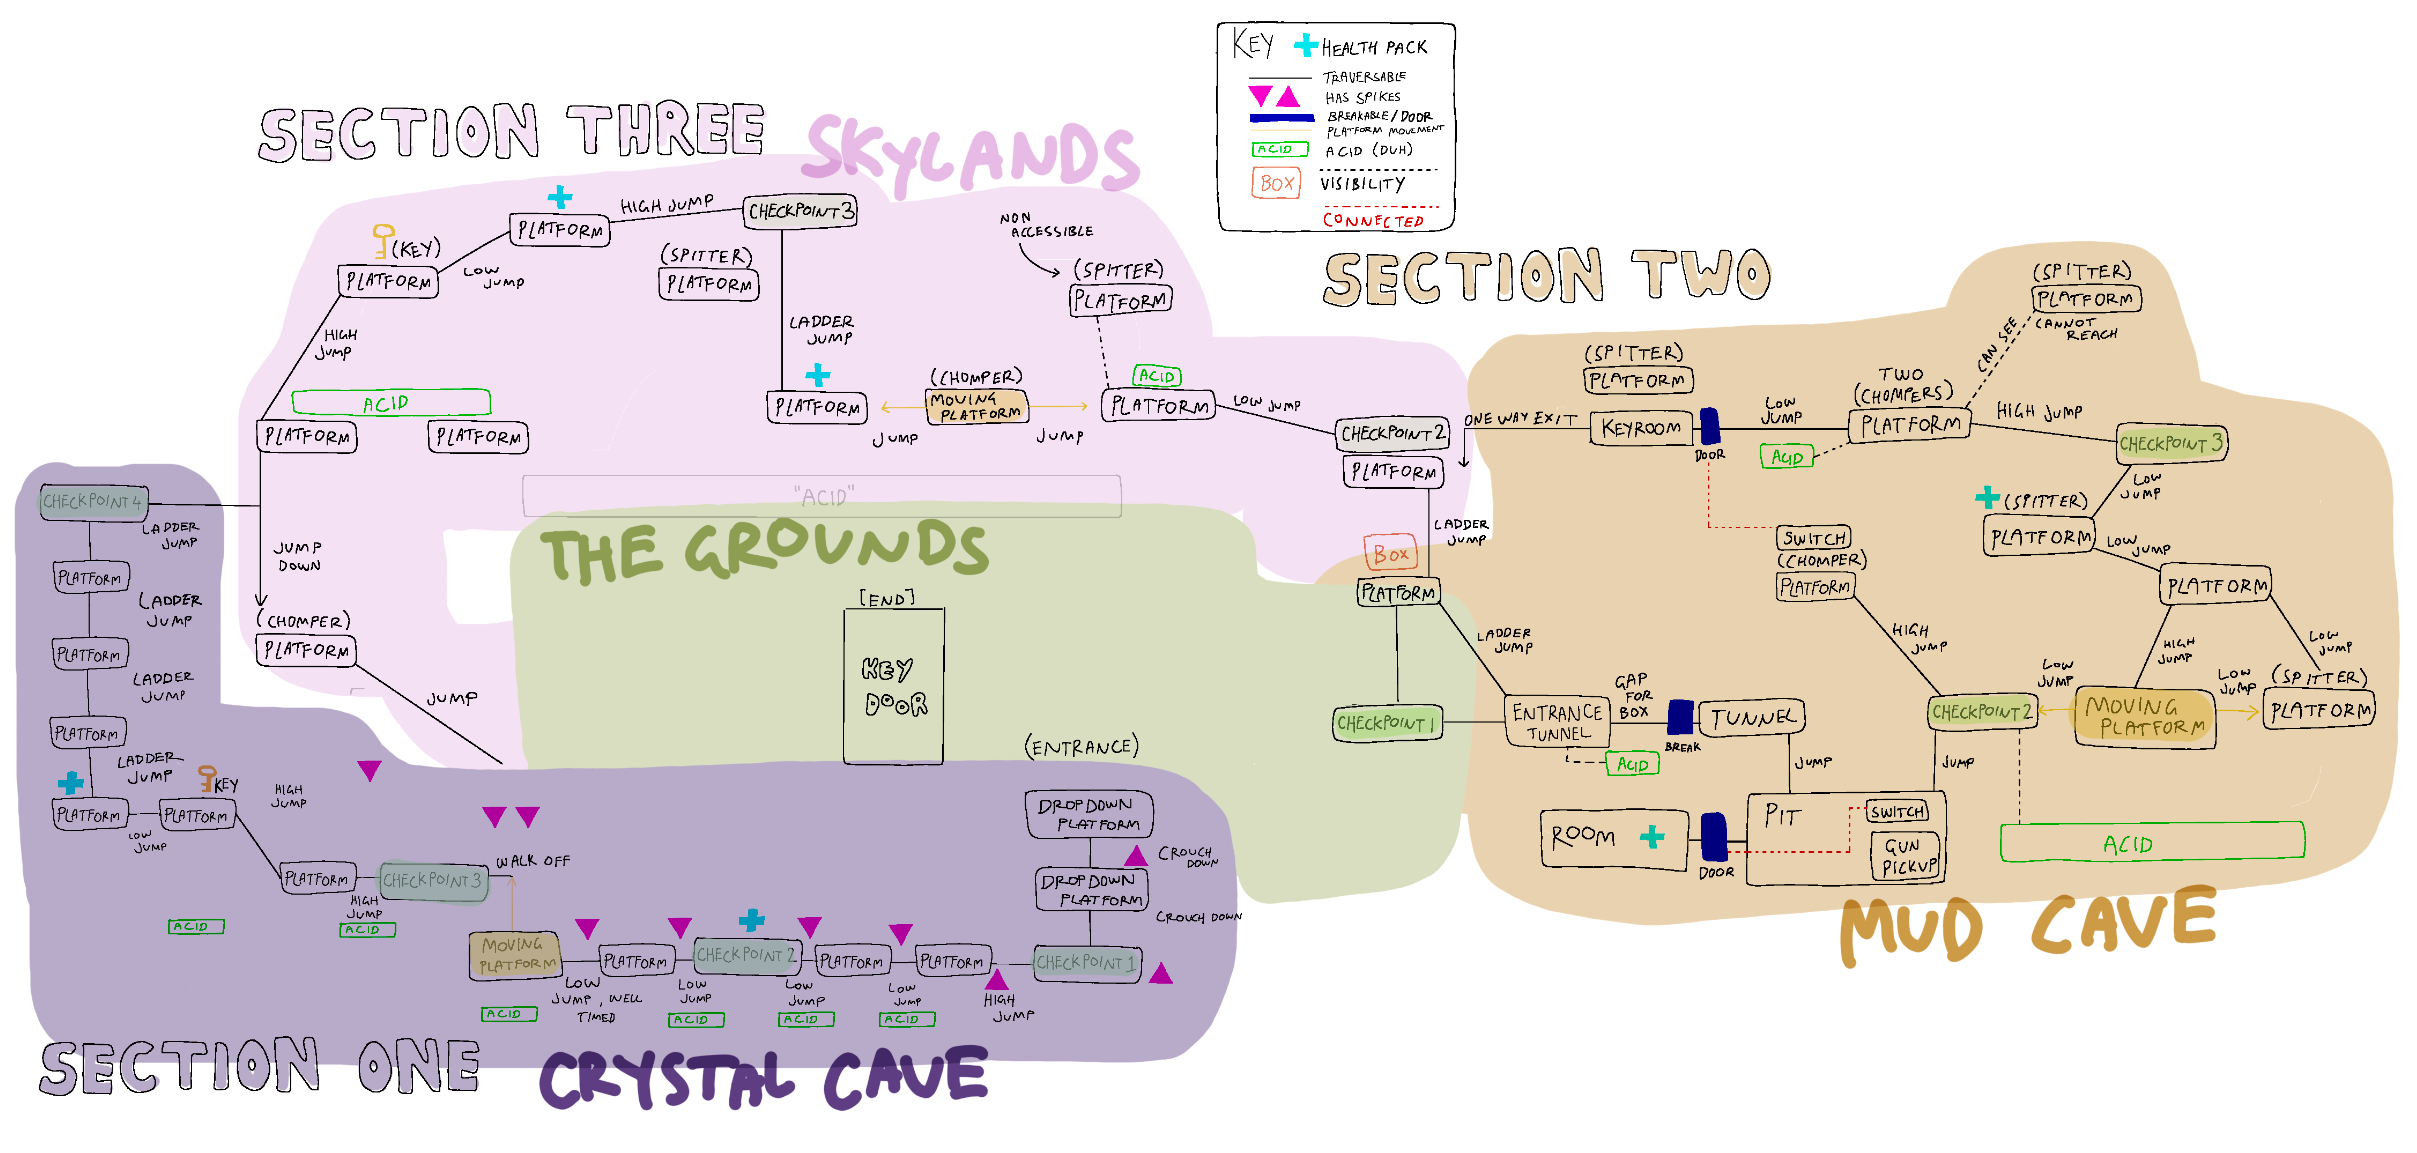 KEY
HEALTH PACK
TRAVERSABLE
HAS SPIKES
BREAKABLE/DOOR
PLATFORM MOVEMENT
ACID
ACID (DUH)
BOX
VISIBILITY
CONNECTED
SECTION THREE
SKYLANDS
HIGH JUMP
CHECKPOINT 3
PLATFORM
(KEY)
LOW
JUMP
PLATFORM
(SPITTER)
PLATFORM
NON
ACCESSIBLE
(SPITTER)
PLATFORM
HIGH
JUMP
LADDER
JUMP
ACID
PLATFORM
PLATFORM
PLATFORM
(CHOMPER)
MOVING
PLATFORM
JUMP
JUMP
ACID
PLATFORM
LOW JUMP
CHECKPOINT 2
PLATFORM
"ACID"
LADDER
JUMP
JUMP
DOWN
(CHOMPER)
PLATFORM
JUMP
SECTION TWO
(SPITTER)
PLATFORM
CANNOT
REACH
CAN SEE
(SPITTER)
PLATFORM
ONE WAY EXIT
KEYROOM
DOOR
LOW
JUMP
TWO
(CHOMPERS)
PLATFORM
ACID
HIGH JUMP
CHECKPOINT 3
LOW
JUMP
(SPITTER)
PLATFORM
LOW
JUMP
PLATFORM
SWITCH
(CHOMPER)
PLATFORM
HIGH
JUMP
HIGH
JUMP
LOW
JUMP
BOX
PLATFORM
LADDER
JUMP
CHECKPOINT 1
ENTRANCE
TUNNEL
GAP
FOR
BOX
BREAK
TUNNEL
ACID
JUMP
CHECKPOINT 2
JUMP
LOW
JUMP
MOVING
PLATFORM
LOW
JUMP
(SPITTER)
PLATFORM
ROOM
DOOR
PIT
SWITCH
GUN
PICKUP
ACID
MUD CAVE
THE GROUNDS
[END]
KEY
DOOR
(ENTRANCE)
CHECKPOINT 4
LADDER
JUMP
PLATFORM
LADDER
JUMP
PLATFORM
LADDER
JUMP
PLATFORM
LADDER
JUMP
KEY
HIGH
JUMP
PLATFORM
LOW
JUMP
PLATFORM
PLATFORM
CHECKPOINT 3
WALK OFF
HIGH
JUMP
ACID
ACID
DROPDOWN
PLATFORM
CROUCH
DOWN
DROPDOWN
PLATFORM
CROUCH DOWN
MOVING
PLATFORM
PLATFORM
CHECKPOINT 2
PLATFORM
PLATFORM
CHECKPOINT 1
LOW
JUMP, WELL
TIMED
LOW
JUMP
LOW
JUMP
LOW
JUMP
HIGH
JUMP
ACID
ACID
ACID
ACID
SECTION ONE
CRYSTAL CAVE